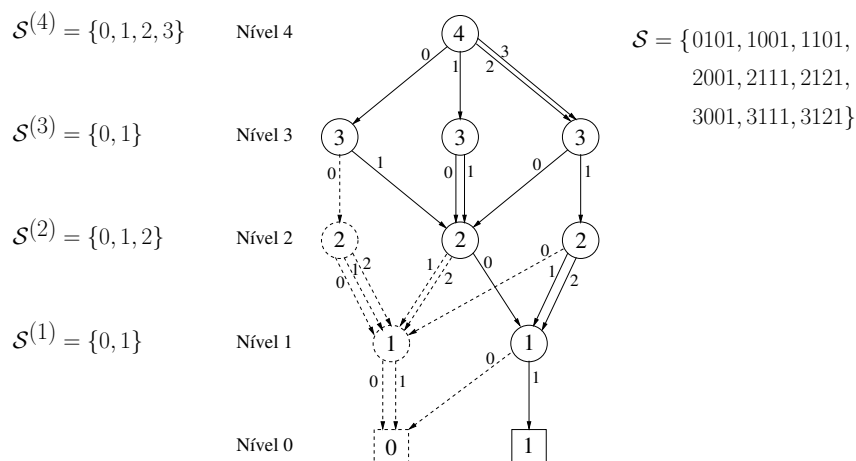 𝒮^(4) = {0, 1, 2, 3} Nível 4 4 𝒮 = {0101, 1001, 1101,
0 1 2 3
2001, 2111, 2121,
𝒮^(3) = {0, 1} Nível 3 3 3 3 3001, 3111, 3121}
0 1 0 1 0 1
𝒮^(2) = {0, 1, 2} Nível 2 2 2 2
0 1 2 1 2 0 0 1 2
𝒮^(1) = {0, 1} Nível 1 1 1
0 1 0 1
Nível 0 0 1